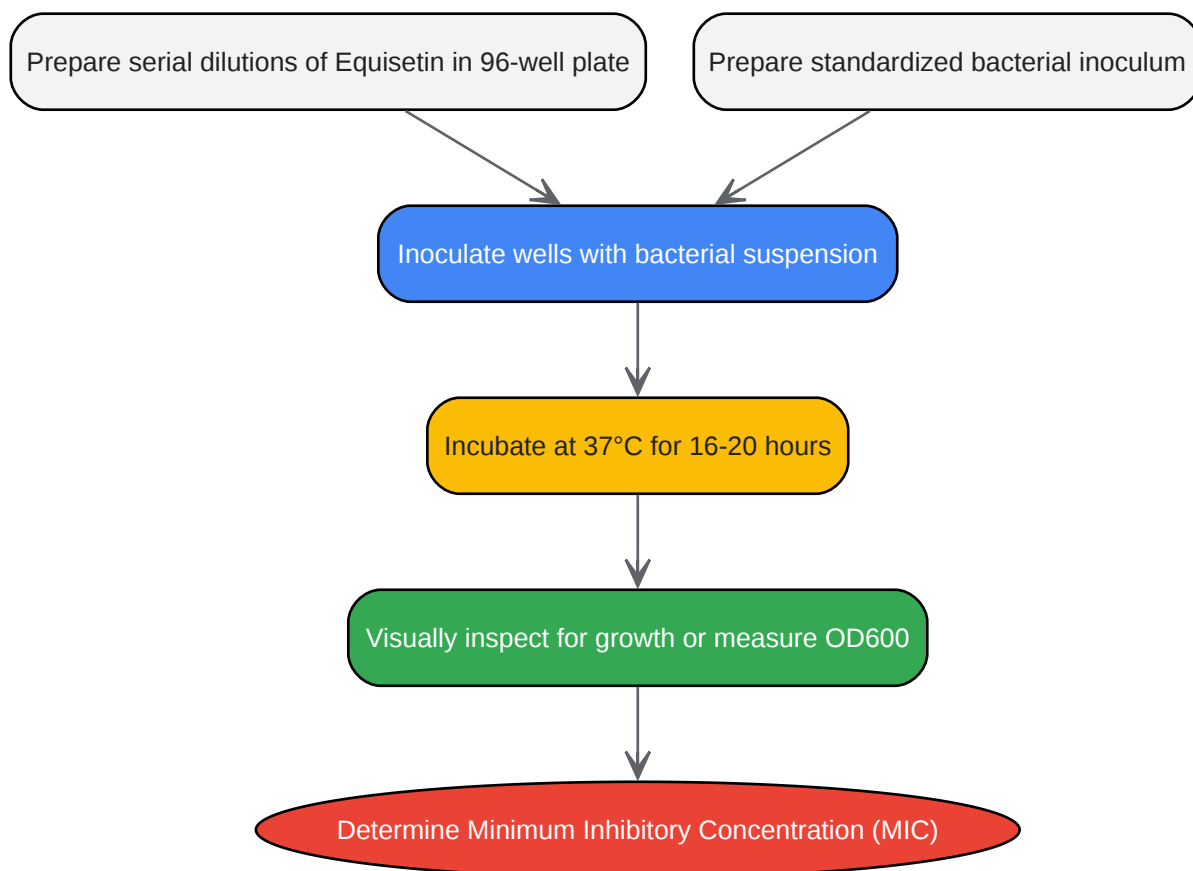 Prepare serial dilutions of Equisetin in 96-well plate
Prepare standardized bacterial inoculum
Inoculate wells with bacterial suspension
Incubate at 37°C for 16-20 hours
Visually inspect for growth or measure OD600
Determine Minimum Inhibitory Concentration (MIC)